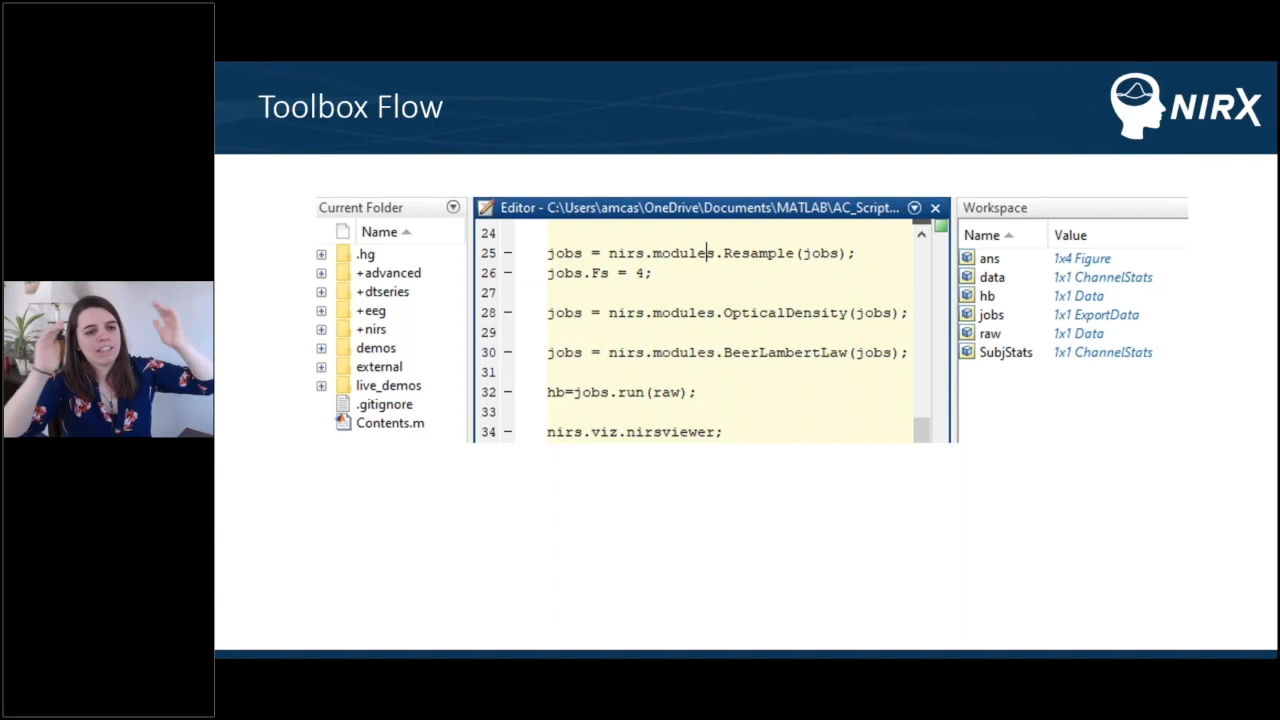 Toolbox Flow
NIRX
Current Folder
Name
.hg
+advanced
+dtseries
+eeg
+nirs
demos
external
live_demos
.gitignore
Contents.m
Editor - C:\Users\amcas\OneDrive\Documents\MATLAB\AC_Script...
24
25 – jobs = nirs.modules.Resample(jobs);
26 – jobs.Fs = 4;
27
28 – jobs = nirs.modules.OpticalDensity(jobs);
29
30 – jobs = nirs.modules.BeerLambertLaw(jobs);
31
32 – hb=jobs.run(raw);
33
34 – nirs.viz.nirsviewer;
Workspace
Name Value
ans 1x4 Figure
data 1x1 ChannelStats
hb 1x1 Data
jobs 1x1 ExportData
raw 1x1 Data
SubjStats 1x1 ChannelStats